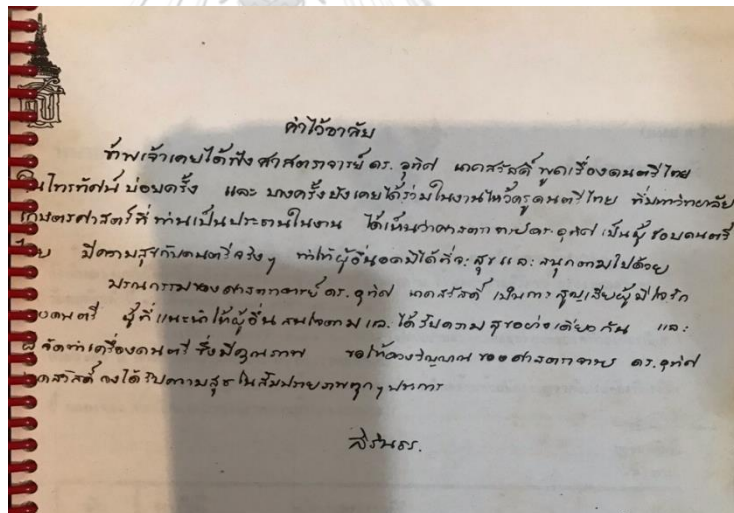 คำไว้อาลัย
ข้าพเจ้าเคยได้ฟังศาสตราจารย์ ดร. อุทิศ นาคสวัสดิ์ พูดเรื่องดนตรีไทย
ในโทรทัศน์บ่อยครั้ง และ บางครั้งยังเคยได้ร่วมในงานไหว้ครูดนตรีไทย ที่มหาวิทยาลัย
เกษตรศาสตร์ที่ท่านเป็นประธานในงาน ได้เห็นว่าศาสตราจารย์ดร.อุทิศ เป็นผู้ชอบดนตรี
ไทย มีความสุขกับดนตรีจริงๆ ทำให้ผู้อื่นอดมิได้ที่จะสุขและสนุกตามไปด้วย
มรณกรรมของศาสตราจารย์ ดร.อุทิศ นาคสวัสดิ์ เป็นการสูญเสียผู้มีใจรัก
ดนตรี ผู้ที่แนะนำให้ผู้อื่นสนใจตามและได้รับความสุขอย่างเดียวกัน และ
ผู้จัดทำเครื่องดนตรีซึ่งมีคุณภาพ ขอให้ดวงวิญญาณของศาสตราจารย์ ดร.อุทิศ
นาคสวัสดิ์ จงได้รับความสุขในสัมปรายภพทุกๆ ประการ
สิรินธร.